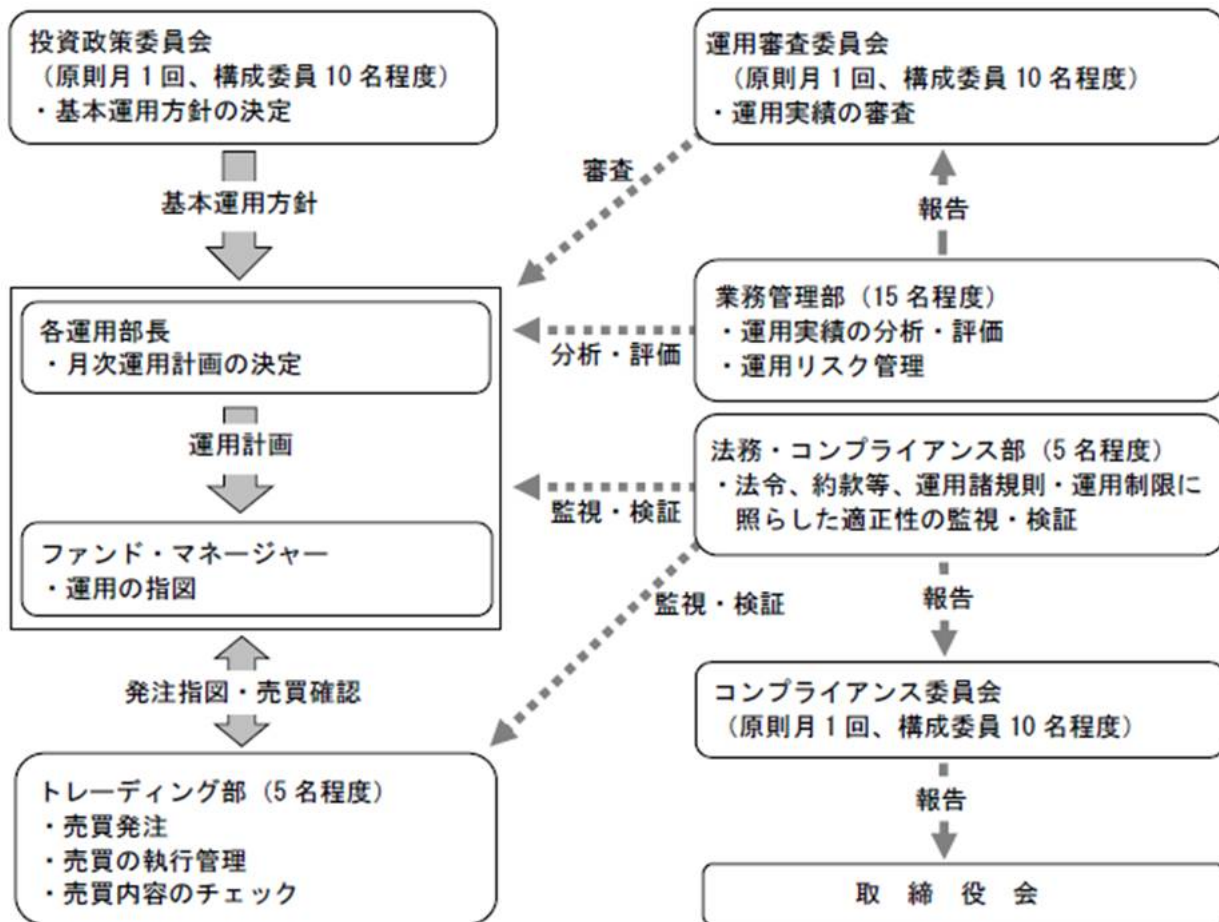 投資政策委員会
（原則月1回、構成委員10名程度）
・基本運用方針の決定
基本運用方針
各運用部長
・月次運用計画の決定
運用計画
ファンド・マネージャー
・運用の指図
発注指図・売買確認
トレーディング部（5名程度）
・売買発注
・売買の執行管理
・売買内容のチェック
運用審査委員会
（原則月1回、構成委員10名程度）
・運用実績の審査
審査
報告
業務管理部（15名程度）
・運用実績の分析・評価
・運用リスク管理
分析・評価
法務・コンプライアンス部（5名程度）
・法令、約款等、運用諸規則・運用制限に
照らした適正性の監視・検証
監視・検証
監視・検証
報告
コンプライアンス委員会
（原則月1回、構成委員10名程度）
報告
取締役会